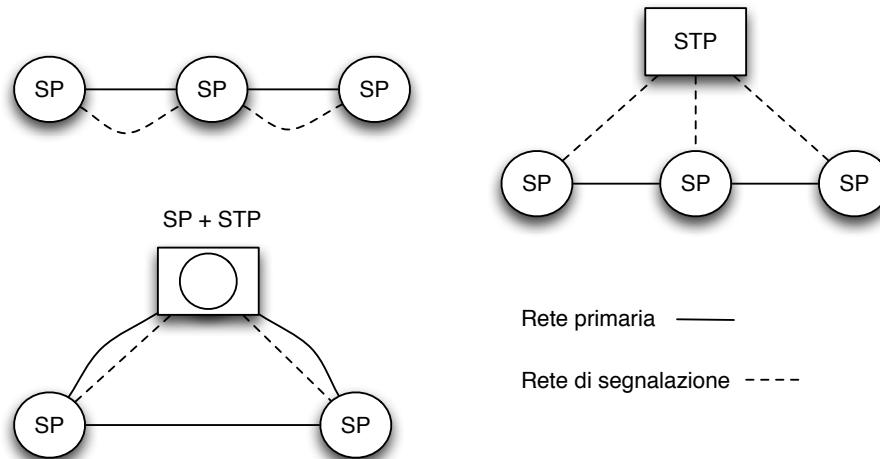 SP
SP
SP
STP
SP
SP
SP
SP + STP
SP
SP
Rete primaria
Rete di segnalazione